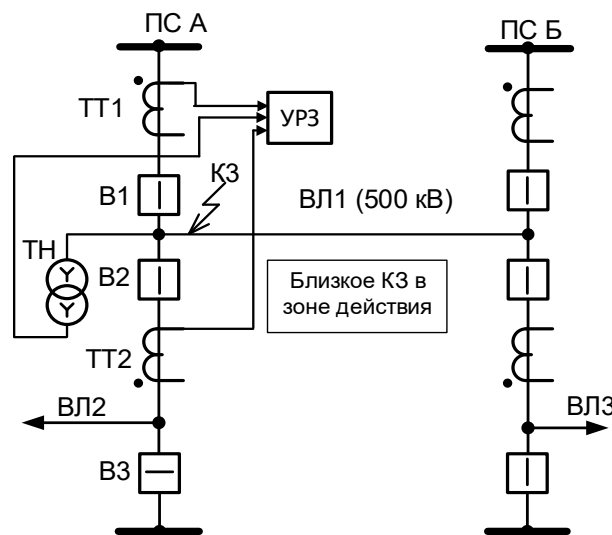 ПС А
ПС Б
ТТ1
УРЗ
КЗ
В1
ВЛ1 (500 кВ)
ТН
В2
Близкое КЗ в
зоне действия
ТТ2
ВЛ2
ВЛ3
В3